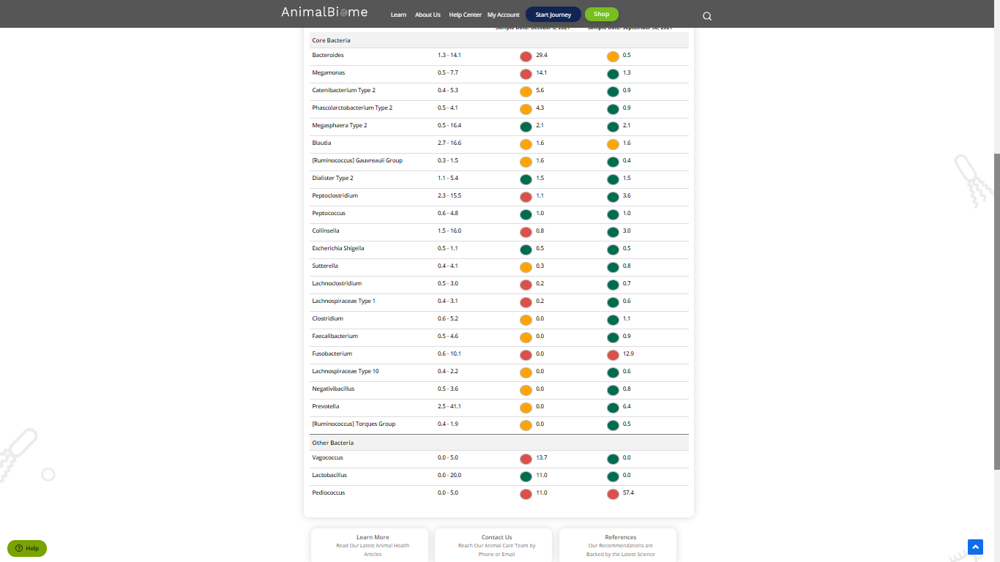 AnimalBiome
Learn About Us Help Center My Account Start Journey Shop
Sample Date: October 8, 2021 Sample Date: September 30, 2021
Core Bacteria
Bacteroides 1.3 - 14.1 29.4 0.5
Megamonas 0.5 - 7.7 14.1 1.3
Catenibacterium Type 2 0.4 - 5.3 5.6 0.9
Phascolarctobacterium Type 2 0.5 - 4.1 4.3 0.9
Megasphaera Type 2 0.5 - 16.4 2.1 2.1
Blautia 2.7 - 16.6 1.6 1.6
[Ruminococcus] Gauvreauii Group 0.3 - 1.5 1.6 0.4
Dialister Type 2 1.1 - 5.4 1.5 1.5
Peptoclostridium 2.3 - 15.5 1.1 3.6
Peptococcus 0.6 - 4.8 1.0 1.0
Collinsella 1.5 - 16.0 0.8 3.0
Escherichia Shigella 0.5 - 1.1 0.5 0.5
Sutterella 0.4 - 4.1 0.3 0.8
Lachnoclostridium 0.5 - 3.0 0.2 0.7
Lachnospiraceae Type 1 0.4 - 3.1 0.2 0.6
Clostridium 0.6 - 5.2 0.0 1.1
Faecalibacterium 0.5 - 4.6 0.0 0.9
Fusobacterium 0.6 - 10.1 0.0 12.9
Lachnospiraceae Type 10 0.4 - 2.2 0.0 0.6
Negativibacillus 0.5 - 3.6 0.0 0.8
Prevotella 2.5 - 41.1 0.0 6.4
[Ruminococcus] Torques Group 0.4 - 1.9 0.0 0.5
Other Bacteria
Vagococcus 0.0 - 5.0 13.7 0.0
Lactobacillus 0.0 - 20.0 11.0 0.0
Pediococcus 0.0 - 5.0 11.0 57.4
Learn More Contact Us References
Read Our Latest Animal Health Reach Our Animal Care Team by Our Recommendations are
Articles Phone or Email Backed by the Latest Science
Help